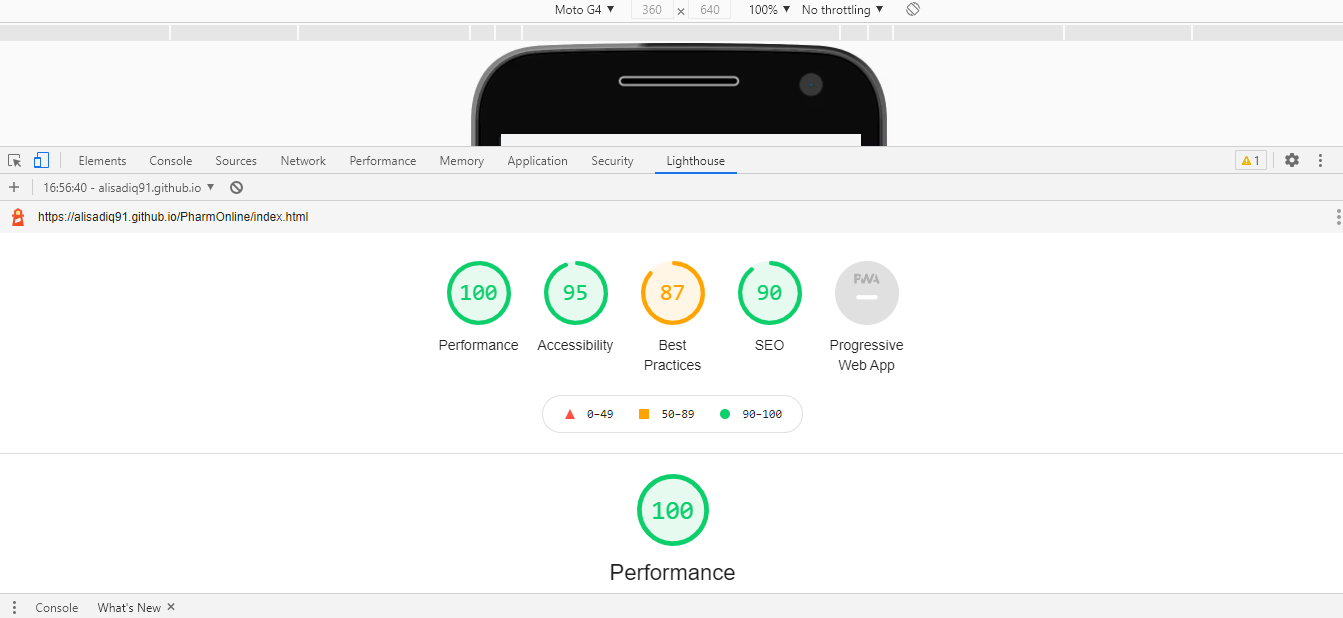 Moto G4 ▼ 360 × 640 100% ▼ No throttling ▼
Elements Console Sources Network Performance Memory Application Security Lighthouse 1
16:56:40 - alisadiq91.github.io ▼
https://alisadiq91.github.io/PharmOnline/index.html
100 95 87 90 PWA
Performance Accessibility Best Practices SEO Progressive Web App
0–49 50–89 90–100
100
Performance
Console What's New ×